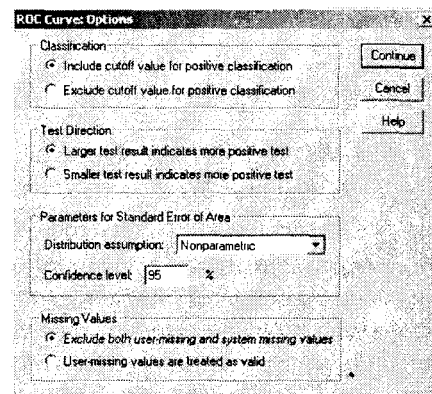 ROC Curve: Options
Classification
Include cutoff value for positive classification
Exclude cutoff value for positive classification
Continue
Cancel
Help
Test Direction
Larger test result indicates more positive test
Smaller test result indicates more positive test
Parameters for Standard Error of Area
Distribution assumption: Nonparametric
Confidence level: 95 %
Missing Values
Exclude both user-missing and system missing values
User-missing values are treated as valid